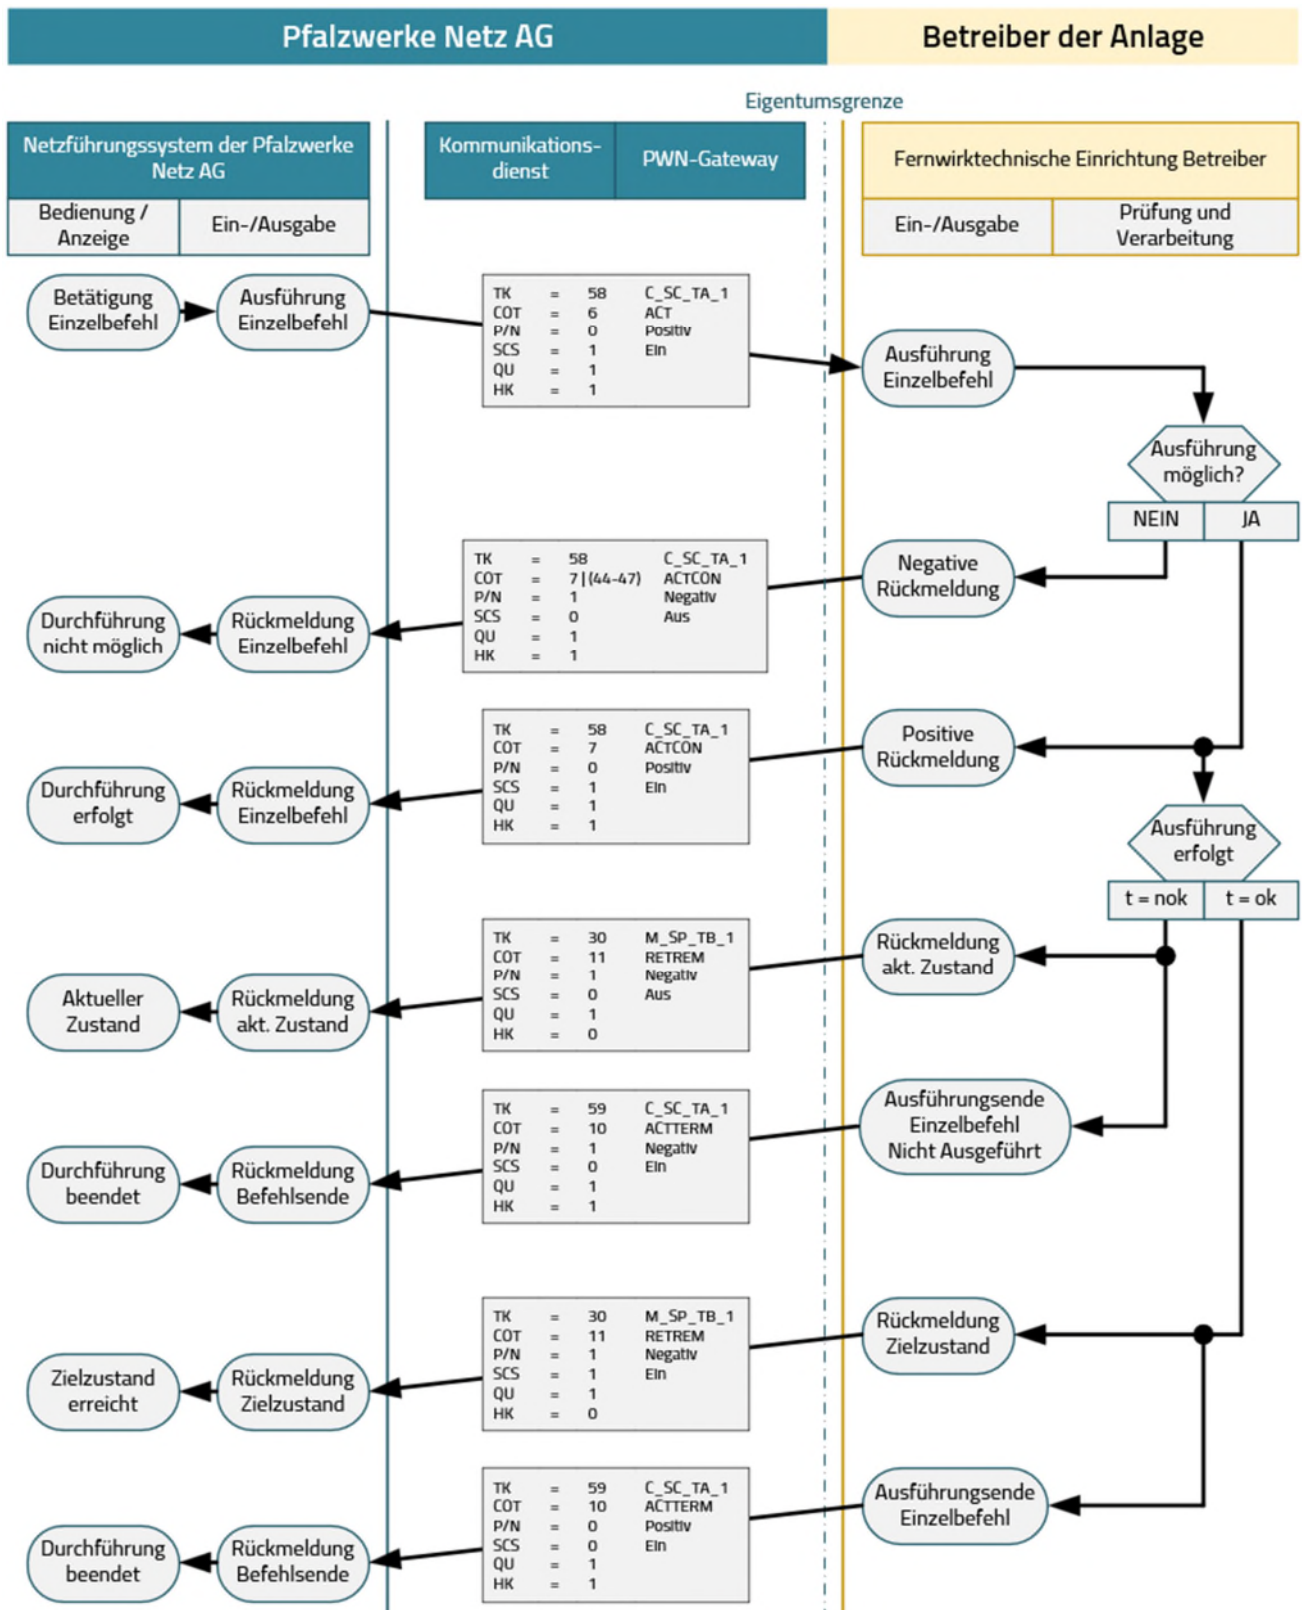 Pfalzwerke Netz AG
Betreiber der Anlage
Eigentumsgrenze
Netzführungssystem der Pfalzwerke
Netz AG
Kommunikations-
dienst
PWN-Gateway
Fernwirktechnische Einrichtung Betreiber
Bedienung /
Anzeige
Ein-/Ausgabe
Ein-/Ausgabe
Prüfung und
Verarbeitung
Betätigung
Einzelbefehl
Ausführung
Einzelbefehl
TK = 58 C_SC_TA_1
COT = 6 ACT
P/N = 0 Positiv
SCS = 1 Ein
QU = 1
HK = 1
Ausführung
Einzelbefehl
Ausführung
möglich?
NEIN JA
Negative
Rückmeldung
TK = 58 C_SC_TA_1
COT = 7|(44-47) ACTCON
P/N = 1 Negativ
SCS = 0 Aus
QU = 1
HK = 1
Durchführung
nicht möglich
Rückmeldung
Einzelbefehl
Positive
Rückmeldung
TK = 58 C_SC_TA_1
COT = 7 ACTCON
P/N = 0 Positiv
SCS = 1 Ein
QU = 1
HK = 1
Durchführung
erfolgt
Rückmeldung
Einzelbefehl
Ausführung
erfolgt
t = nok t = ok
Rückmeldung
akt. Zustand
TK = 30 M_SP_TB_1
COT = 11 RETREM
P/N = 1 Negativ
SCS = 0 Aus
QU = 1
HK = 0
Aktueller
Zustand
Rückmeldung
akt. Zustand
Ausführungsende
Einzelbefehl
Nicht Ausgeführt
TK = 59 C_SC_TA_1
COT = 10 ACTTERM
P/N = 1 Negativ
SCS = 0 Ein
QU = 1
HK = 1
Durchführung
beendet
Rückmeldung
Befehlsende
Rückmeldung
Zielzustand
TK = 30 M_SP_TB_1
COT = 11 RETREM
P/N = 1 Negativ
SCS = 1 Ein
QU = 1
HK = 0
Zielzustand
erreicht
Rückmeldung
Zielzustand
Ausführungsende
Einzelbefehl
TK = 59 C_SC_TA_1
COT = 10 ACTTERM
P/N = 0 Positiv
SCS = 0 Ein
QU = 1
HK = 1
Durchführung
beendet
Rückmeldung
Befehlsende